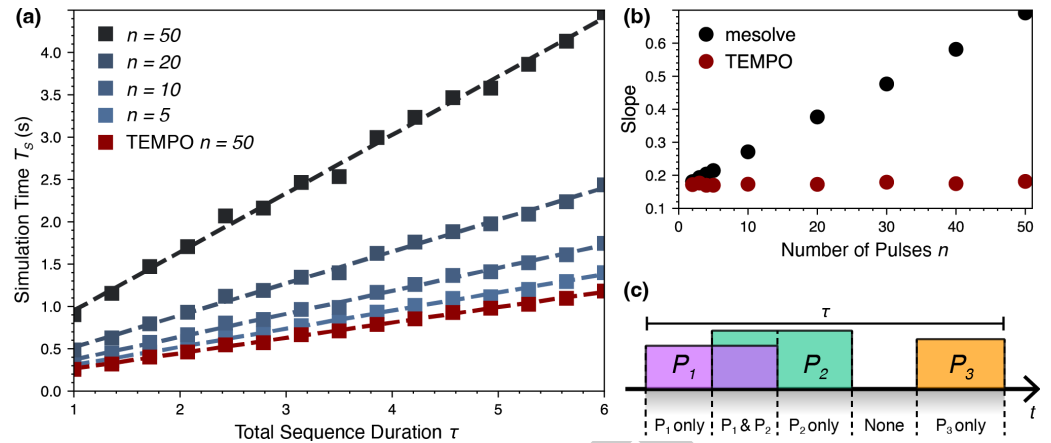 (a)
Simulation Time Ts (s)
4.5
4.0
3.5
3.0
2.5
2.0
1.5
1.0
0.5
0.0
n = 50
n = 20
n = 10
n = 5
TEMPO n = 50
1 2 3 4 5 6
Total Sequence Duration τ
(b)
Slope
0.6
0.5
0.4
0.3
0.2
0.1
mesolve
TEMPO
0 10 20 30 40 50
Number of Pulses n
(c)
τ
P1 P2 P3
t
P1 only P1 & P2 P2 only None P3 only